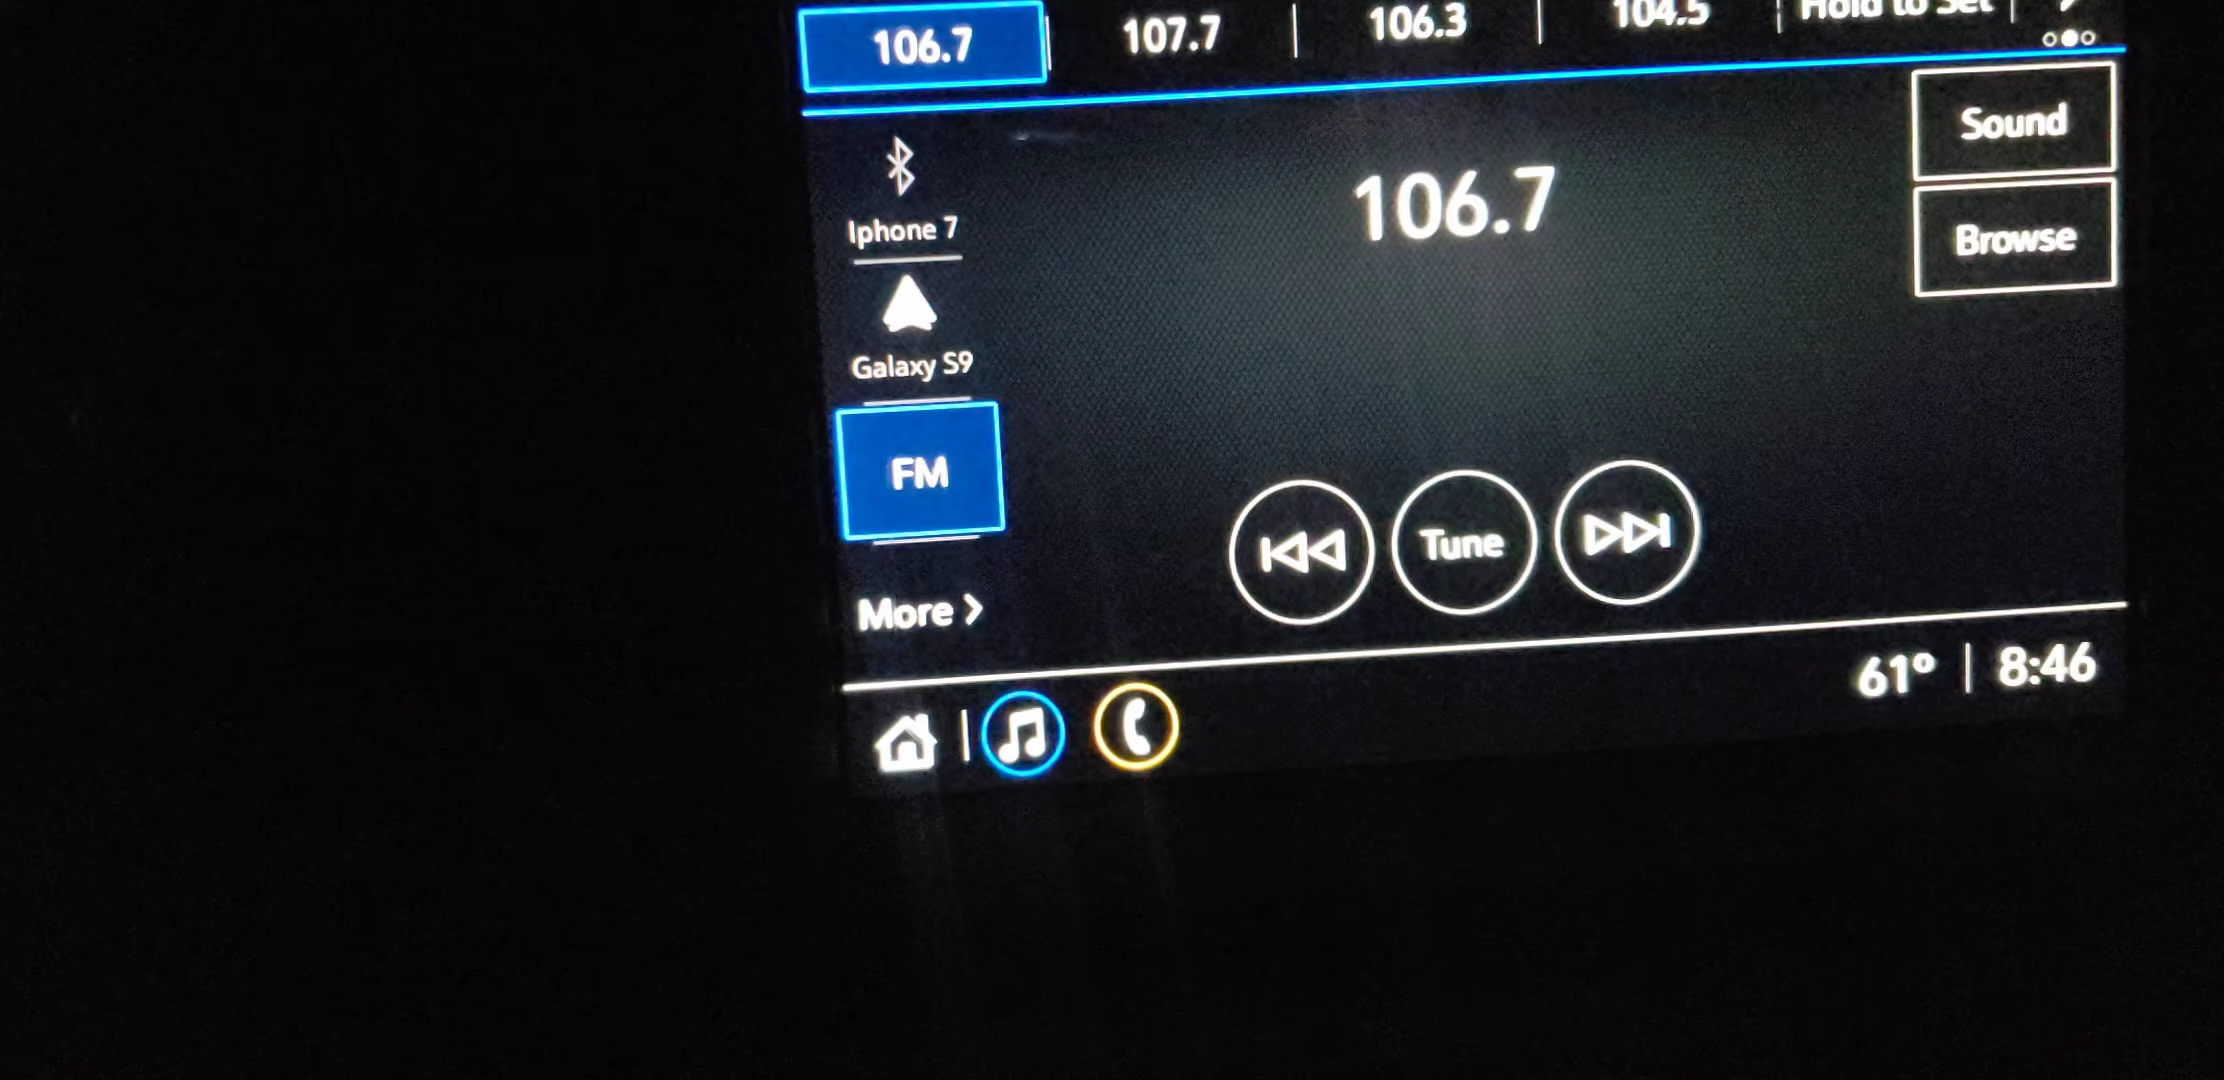 106.7
107.7
106.3
104.5
Hold to Set
Sound
Iphone 7
106.7
Browse
Galaxy S9
FM
Tune
More
61° | 8:46